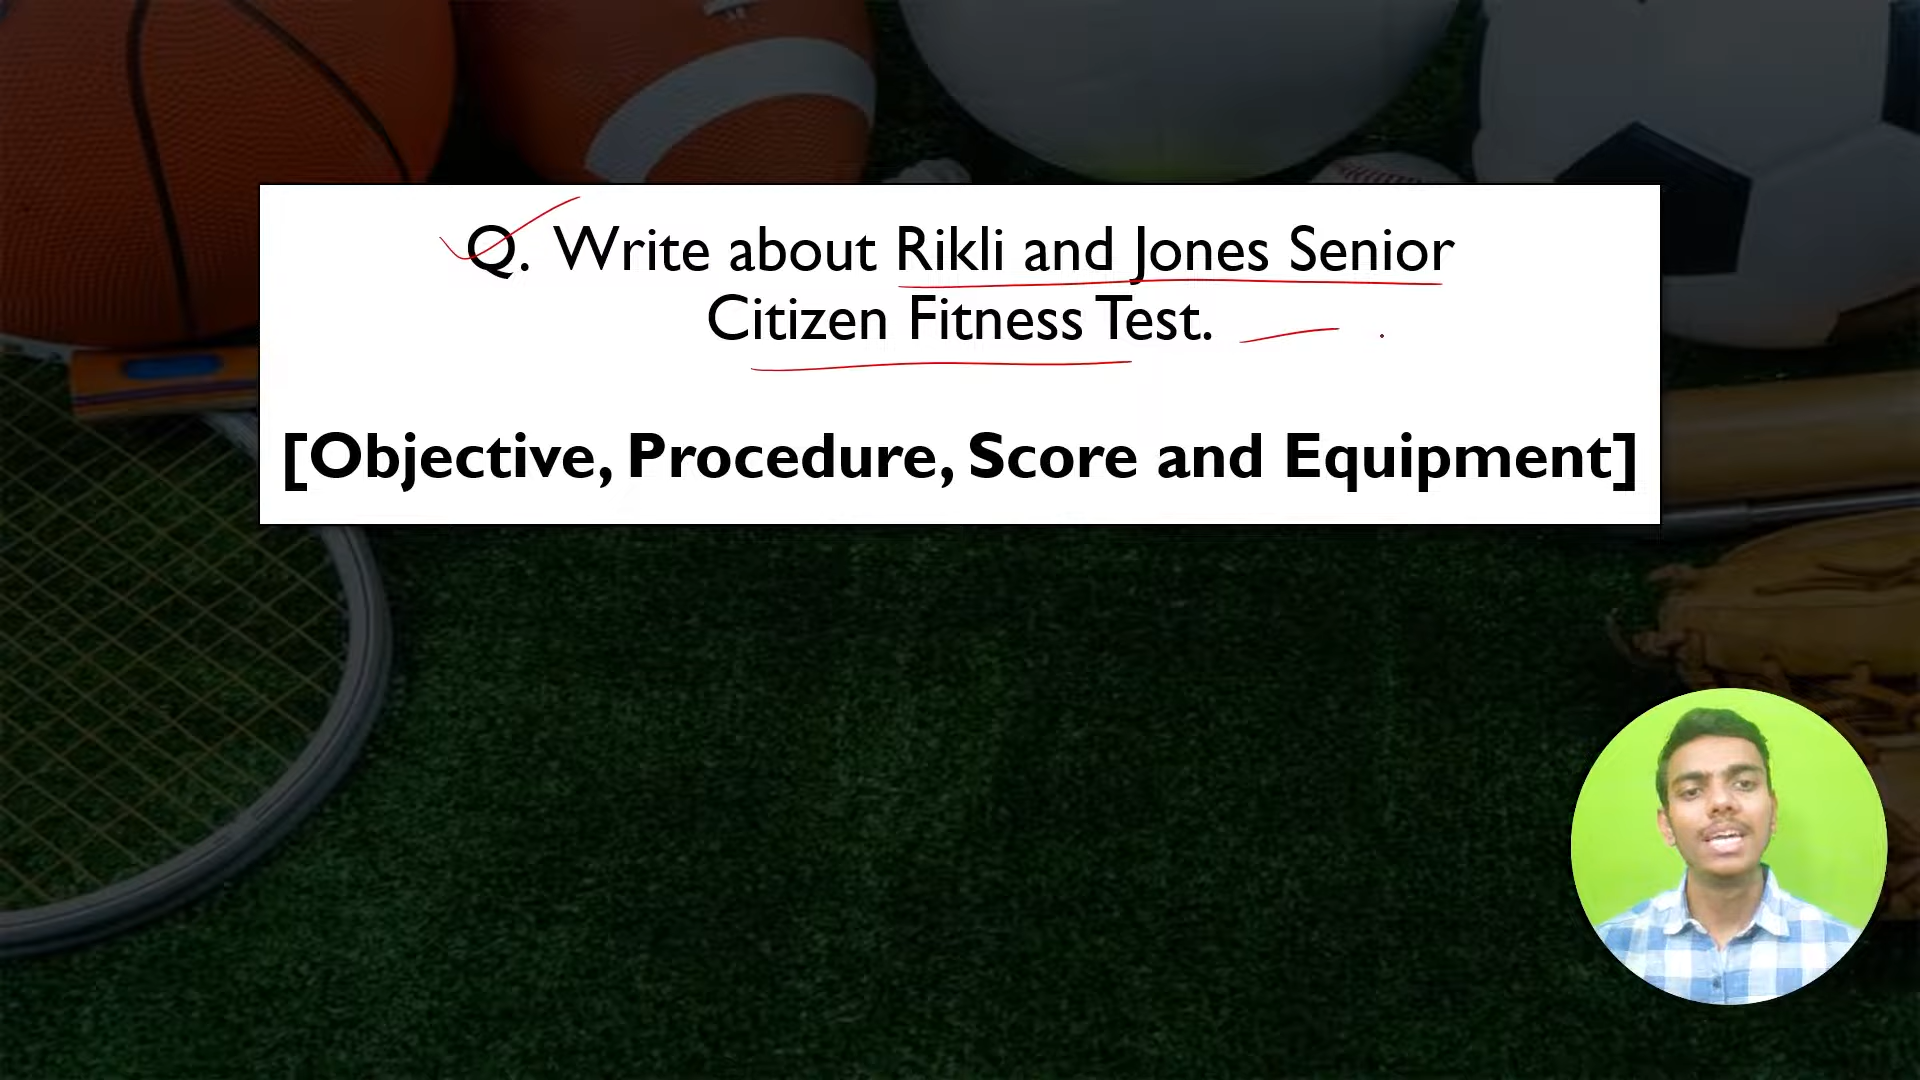 Q. Write about Rikli and Jones Senior
Citizen Fitness Test.
[Objective, Procedure, Score and Equipment]